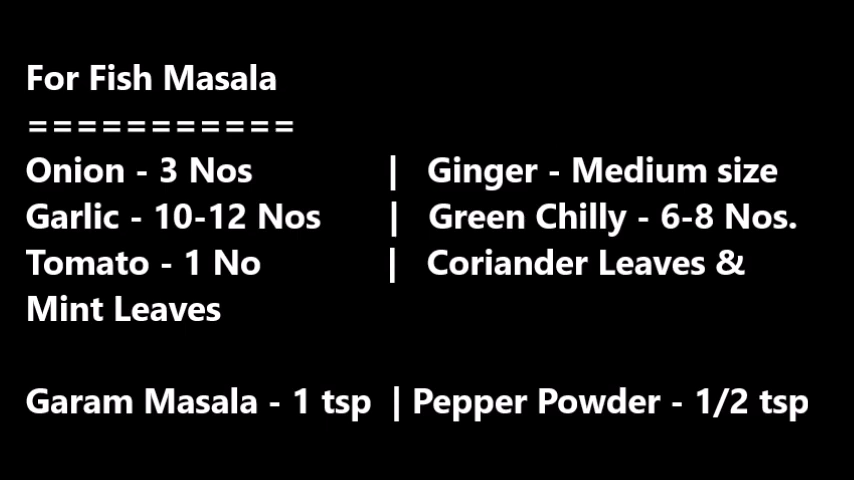 For Fish Masala
===========
Onion - 3 Nos | Ginger - Medium size
Garlic - 10-12 Nos | Green Chilly - 6-8 Nos.
Tomato - 1 No | Coriander Leaves &
Mint Leaves
Garam Masala - 1 tsp | Pepper Powder - 1/2 tsp